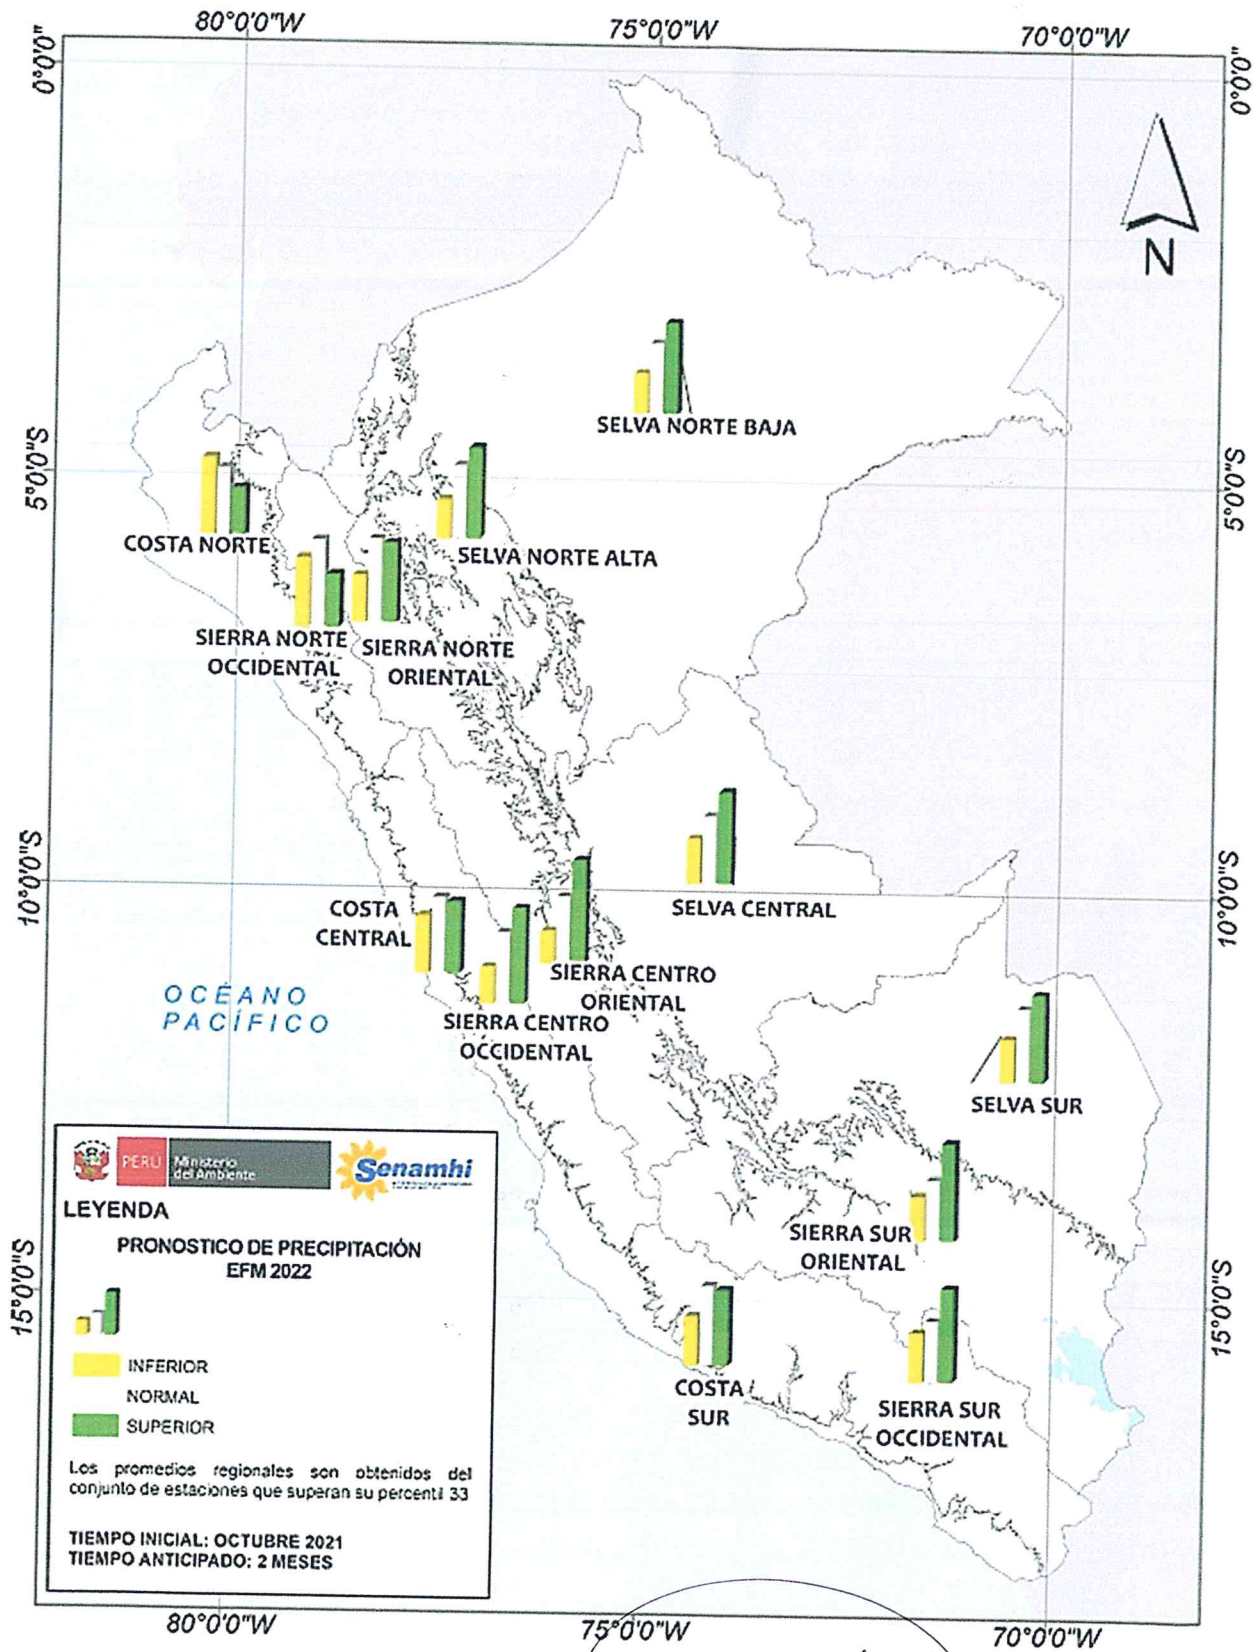 80°0'0"W
75°0'0"W
70°0'0"W
0°0'0"
0°0'0"
N
SELVA NORTE BAJA
5°0'0"S
5°0'0"S
COSTA NORTE
SELVA NORTE ALTA
SIERRA NORTE
OCCIDENTAL
SIERRA NORTE
ORIENTAL
10°0'0"S
10°0'0"S
SELVA CENTRAL
COSTA
CENTRAL
SIERRA CENTRO
ORIENTAL
OCÉANO
PACÍFICO
SIERRA CENTRO
OCCIDENTAL
SELVA SUR
PERÚ
Ministerio
del Ambiente
Senamhi
LEYENDA
PRONOSTICO DE PRECIPITACIÓN
EFM 2022
INFERIOR
NORMAL
SUPERIOR
Los promedios regionales son obtenidos del
conjunto de estaciones que superan su percentil 33
TIEMPO INICIAL: OCTUBRE 2021
TIEMPO ANTICIPADO: 2 MESES
SIERRA SUR
ORIENTAL
15°0'0"S
15°0'0"S
COSTA
SUR
SIERRA SUR
OCCIDENTAL
80°0'0"W
75°0'0"W
70°0'0"W